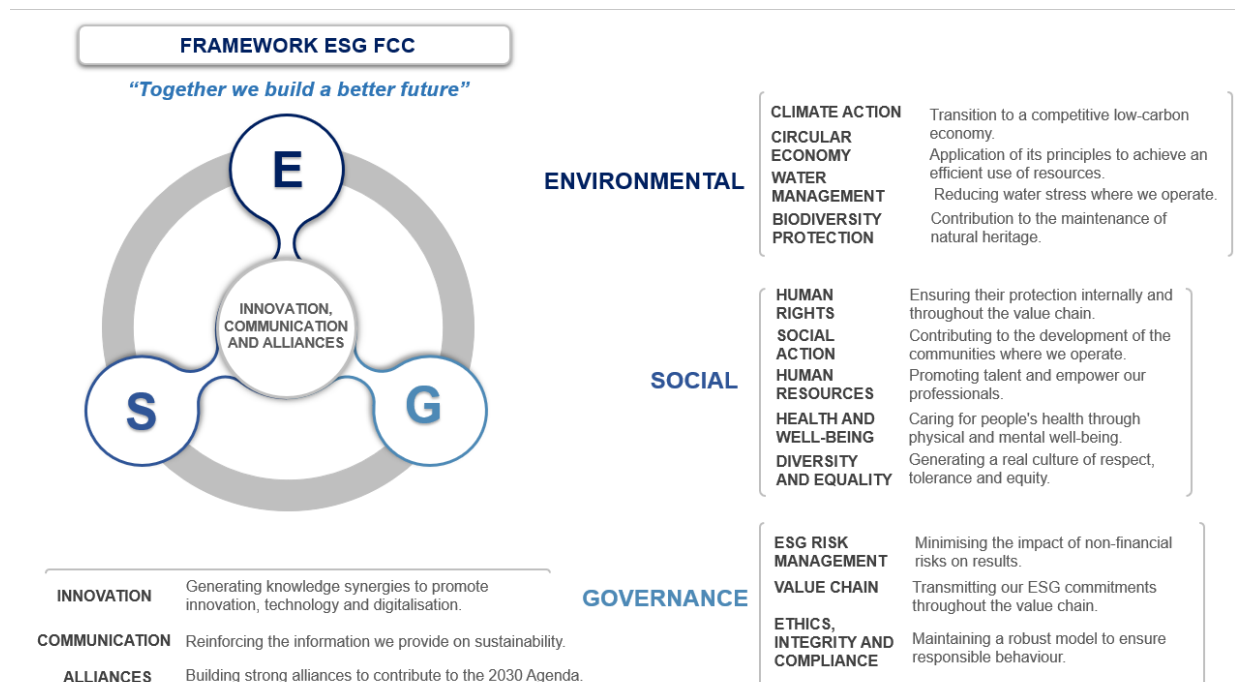 FRAMEWORK ESG FCC
“Together we build a better future”
E
INNOVATION,
COMMUNICATION
AND ALLIANCES
S
G
ENVIRONMENTAL
CLIMATE ACTION
Transition to a competitive low-carbon
economy.
CIRCULAR
ECONOMY
Application of its principles to achieve an
efficient use of resources.
WATER
MANAGEMENT
Reducing water stress where we operate.
BIODIVERSITY
PROTECTION
Contribution to the maintenance of
natural heritage.
SOCIAL
HUMAN
RIGHTS
Ensuring their protection internally and
throughout the value chain.
SOCIAL
ACTION
Contributing to the development of the
communities where we operate.
HUMAN
RESOURCES
Promoting talent and empower our
professionals.
HEALTH AND
WELL-BEING
Caring for people's health through
physical and mental well-being.
DIVERSITY
AND EQUALITY
Generating a real culture of respect,
tolerance and equity.
GOVERNANCE
ESG RISK
MANAGEMENT
Minimising the impact of non-financial
risks on results.
VALUE CHAIN
Transmitting our ESG commitments
throughout the value chain.
ETHICS,
INTEGRITY AND
COMPLIANCE
Maintaining a robust model to ensure
responsible behaviour.
INNOVATION
Generating knowledge synergies to promote
innovation, technology and digitalisation.
COMMUNICATION
Reinforcing the information we provide on sustainability.
ALLIANCES
Building strong alliances to contribute to the 2030 Agenda.